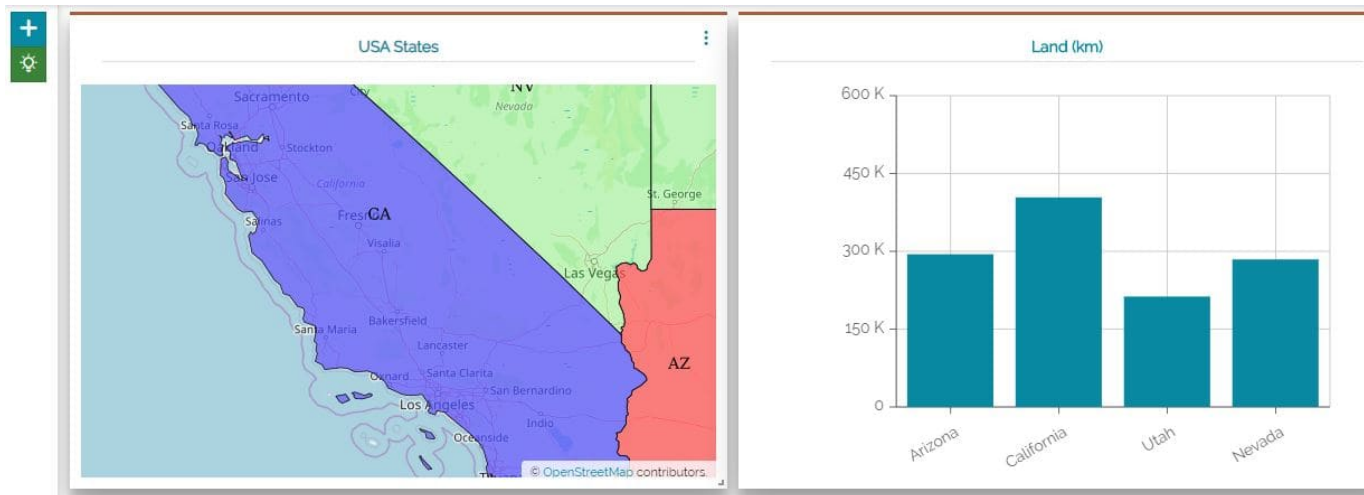 USA States
NV
City
Nevada
Sacramento
Santa Rosa
Oakland
Stockton
San Jose
California
St. George
Fresno
CA
Salinas
Visalia
Las Vegas
Bakersfield
Santa Maria
Lancaster
AZ
Oxnard
Santa Clarita
San Bernardino
Los Angeles
Indio
Oceanside
© OpenStreetMap contributors.
Land (km)
600 K
450 K
300 K
150 K
0
Arizona
California
Utah
Nevada